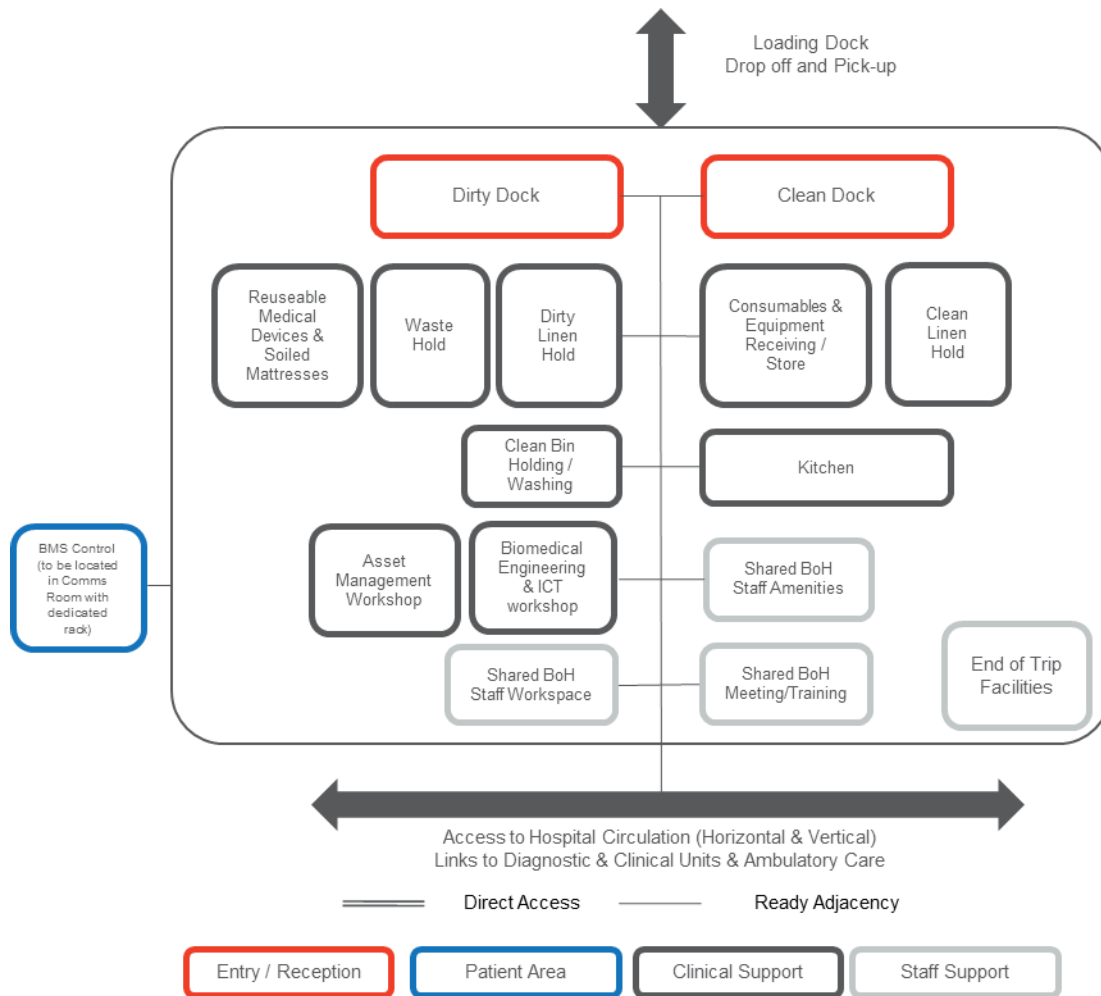 Loading Dock
Drop off and Pick-up
Dirty Dock
Clean Dock
Reuseable
Medical
Devices &
Soiled
Mattresses
Waste
Hold
Dirty
Linen
Hold
Consumables &
Equipment
Receiving /
Store
Clean
Linen
Hold
Clean Bin
Holding /
Washing
Kitchen
BMS Control
(to be located
in Comms
Room with
dedicated
rack)
Asset
Management
Workshop
Biomedical
Engineering
& ICT
workshop
Shared BoH
Staff Amenities
Shared BoH
Staff Workspace
Shared BoH
Meeting/Training
End of Trip
Facilities
Access to Hospital Circulation (Horizontal & Vertical)
Links to Diagnostic & Clinical Units & Ambulatory Care
Direct Access
Ready Adjacency
Entry / Reception
Patient Area
Clinical Support
Staff Support